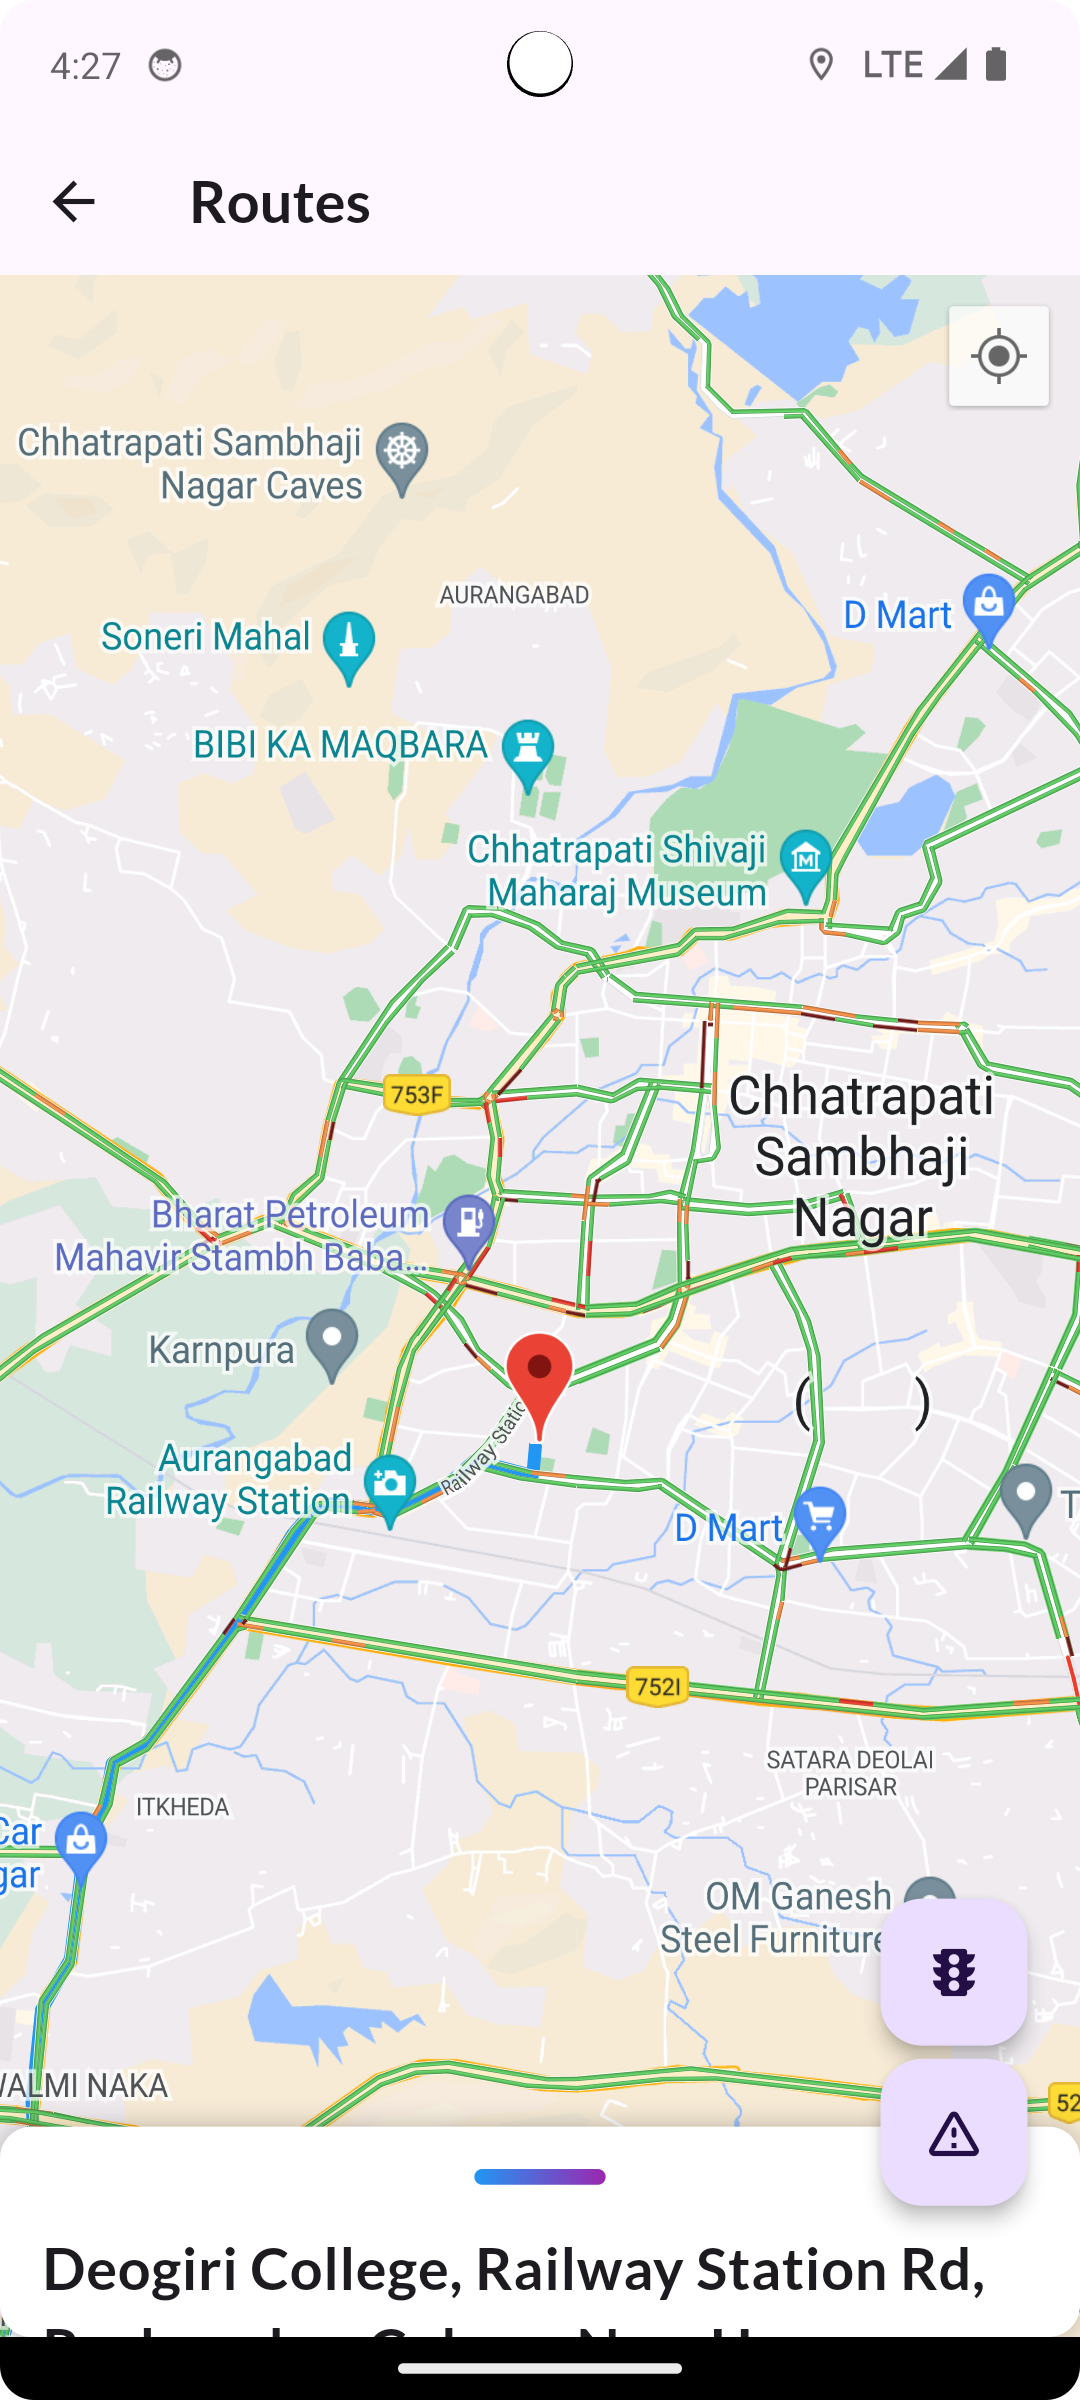 4:27
LTE
Routes
Chhatrapati Sambhaji
Nagar Caves
AURANGABAD
D Mart
Soneri Mahal
BIBI KA MAQBARA
Chhatrapati Shivaji
Maharaj Museum
753F
Chhatrapati
Sambhaji
Nagar
Bharat Petroleum
Mahavir Stambh Baba...
Karnpura
( )
Railway Static
Aurangabad
Railway Station
D Mart
T
752I
SATARA DEOLAI
PARISAR
ITKHEDA
Car
gar
OM Ganesh
Steel Furniture
WALMI NAKA
52
Deogiri College, Railway Station Rd,